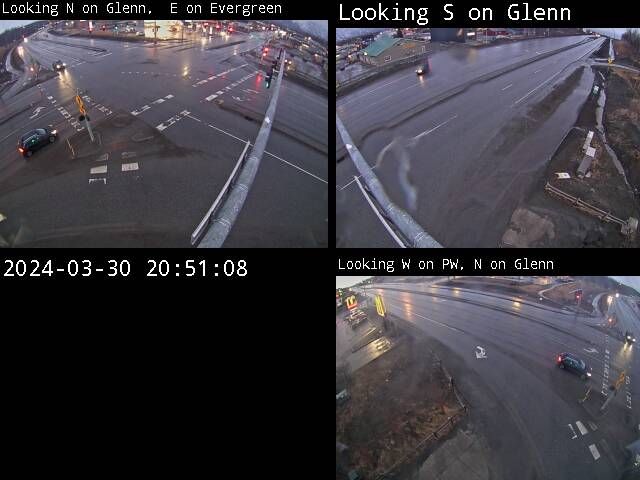 Looking N on Glenn,  E on Evergreen
Looking S on Glenn
2024-03-30 20:51:08
Looking W on PW, N on Glenn